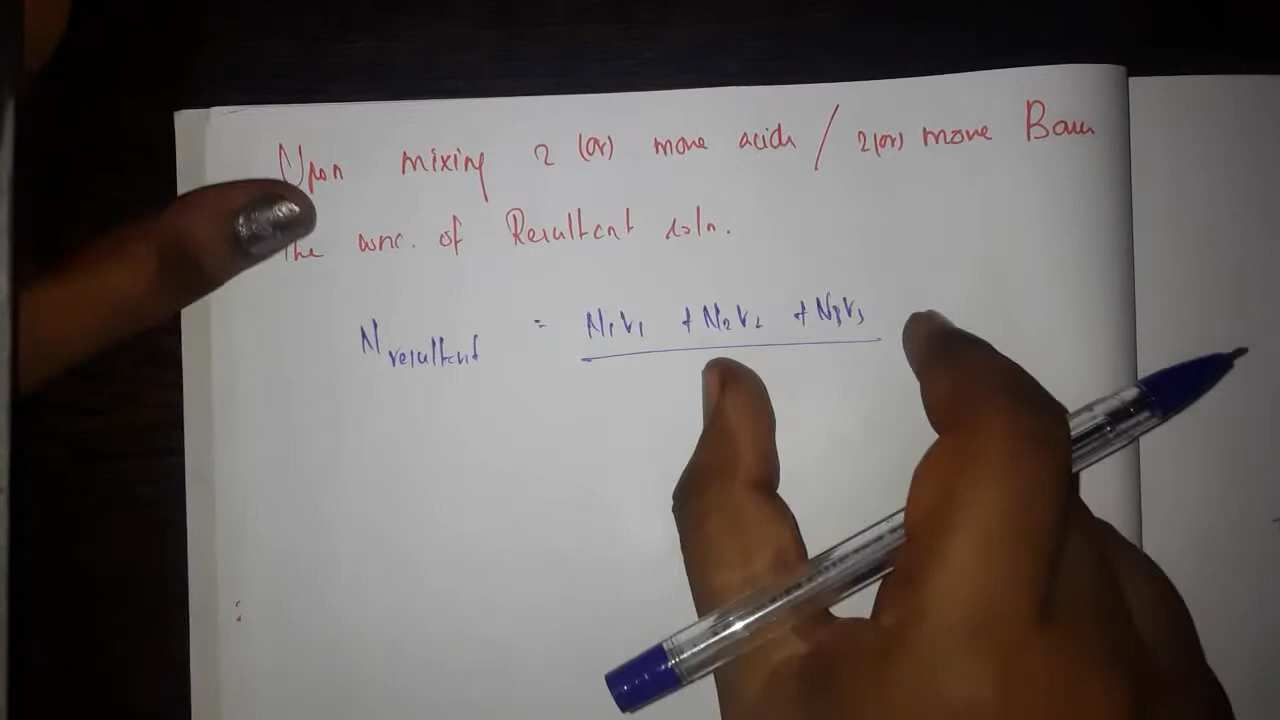 Upon mixing 2 (or) more acids / 2(or) more Bases
The conc. of Resultant soln.
N resultant = N₁V₁ + N₂V₂ + N₃V₃